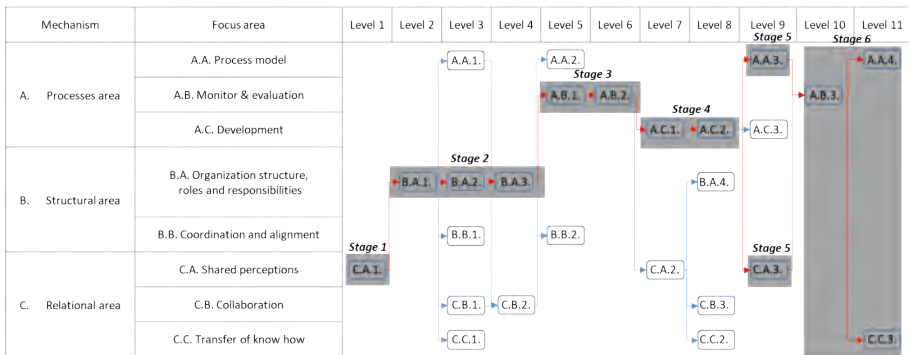 Mechanism Focus area Level 1 Level 2 Level 3 Level 4 Level 5 Level 6 Level 7 Level 8 Level 9 Level 10 Level 11
Stage 5 Stage 6
A.A. Process model A.A.1. A.A.2. A.A.3. A.A.4.
Stage 3
A. Processes area A.B. Monitor & evaluation A.B.1. A.B.2. A.B.3.
Stage 4
A.C. Development A.C.1. A.C.2. A.C.3.
Stage 2
B.A. Organization structure,
roles and responsibilities B.A.1. B.A.2. B.A.3. B.A.4.
B. Structural area
B.B. Coordination and alignment B.B.1. B.B.2.
Stage 1 Stage 5
C.A. Shared perceptions C.A.1. C.A.2. C.A.3.
C. Relational area C.B. Collaboration C.B.1. C.B.2. C.B.3.
C.C. Transfer of know how C.C.1. C.C.2. C.C.3.